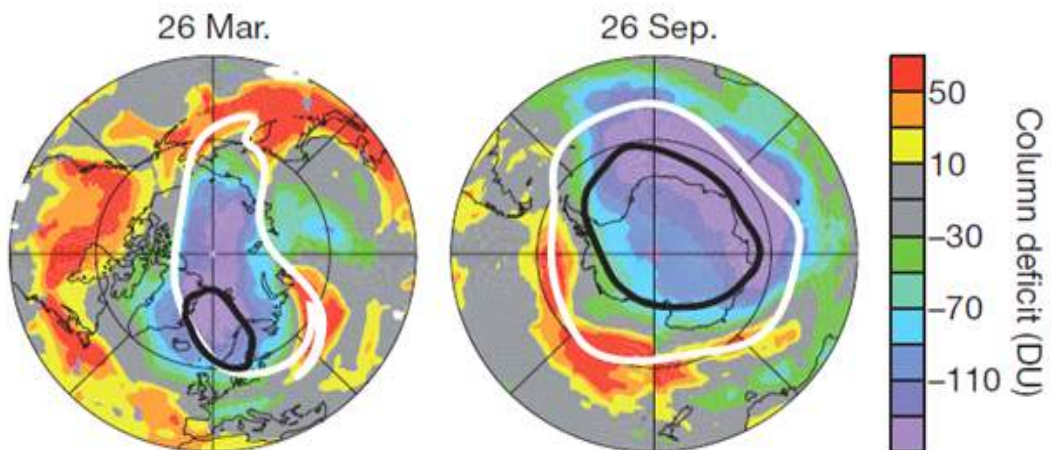 26 Mar.
26 Sep.
50
10
–30
–70
–110
Column deficit (DU)